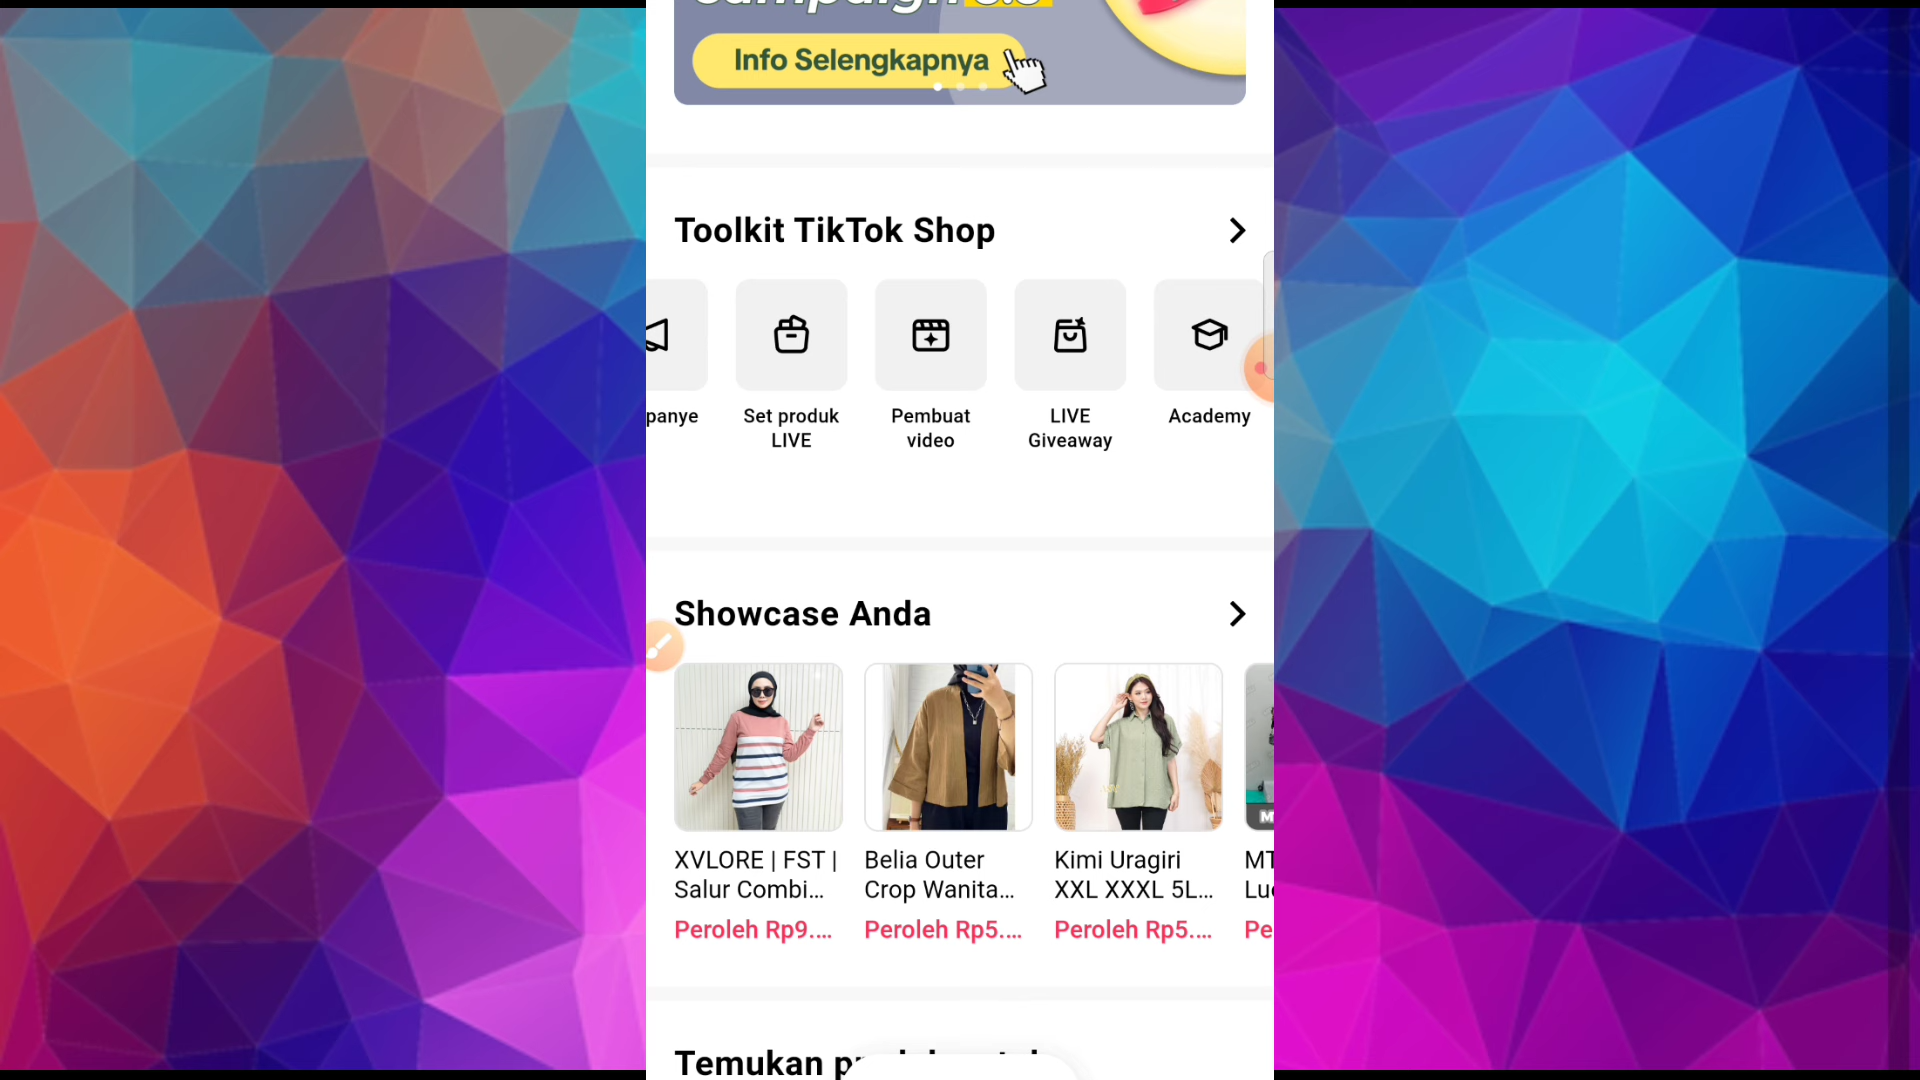 Info Selengkapnya
Toolkit TikTok Shop
panye
Set produk
LIVE
Pembuat
video
LIVE
Giveaway
Academy
Showcase Anda
XVLORE | FST |
Salur Combi...
Peroleh Rp9....
Belia Outer
Crop Wanita...
Peroleh Rp5....
Kimi Uragiri
XXL XXXL 5L...
Peroleh Rp5....
MT
Lu
Pe
Temukan